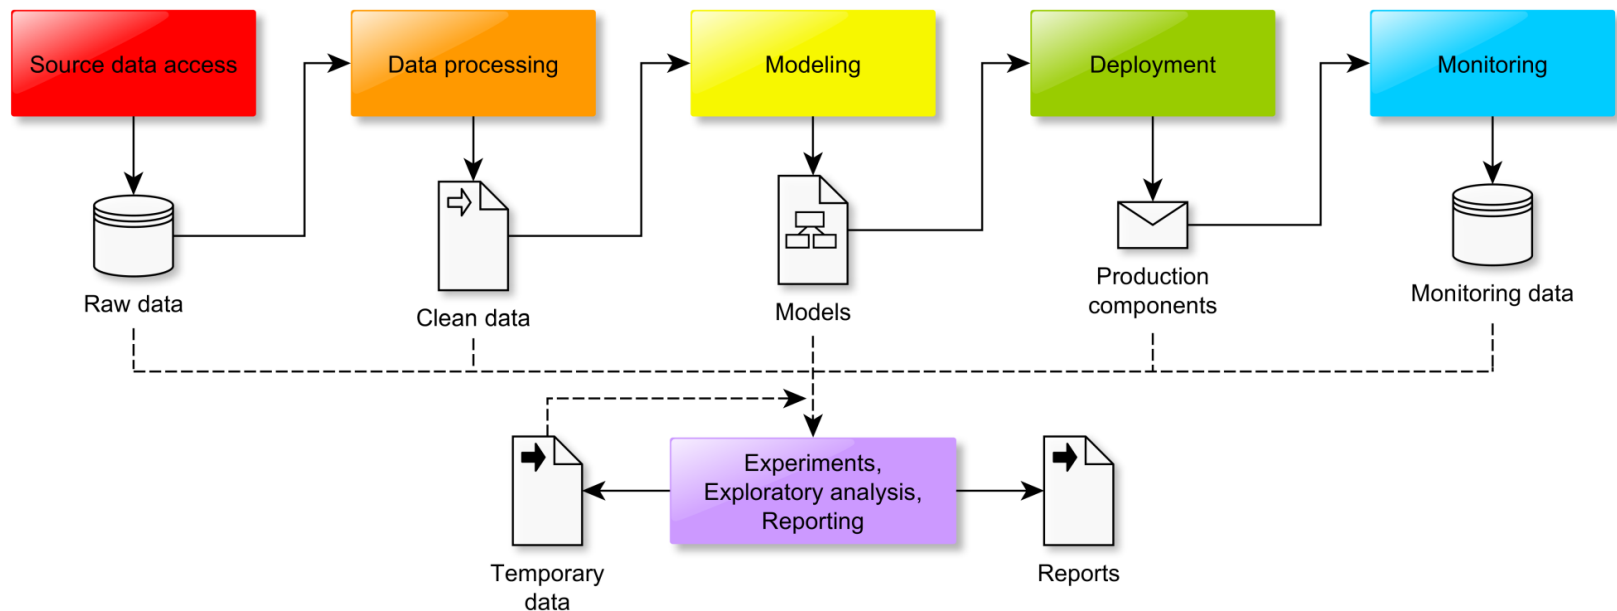 Source data access
Data processing
Modeling
Deployment
Monitoring
Raw data
Clean data
Models
Production
components
Monitoring data
Experiments,
Exploratory analysis,
Reporting
Temporary
data
Reports